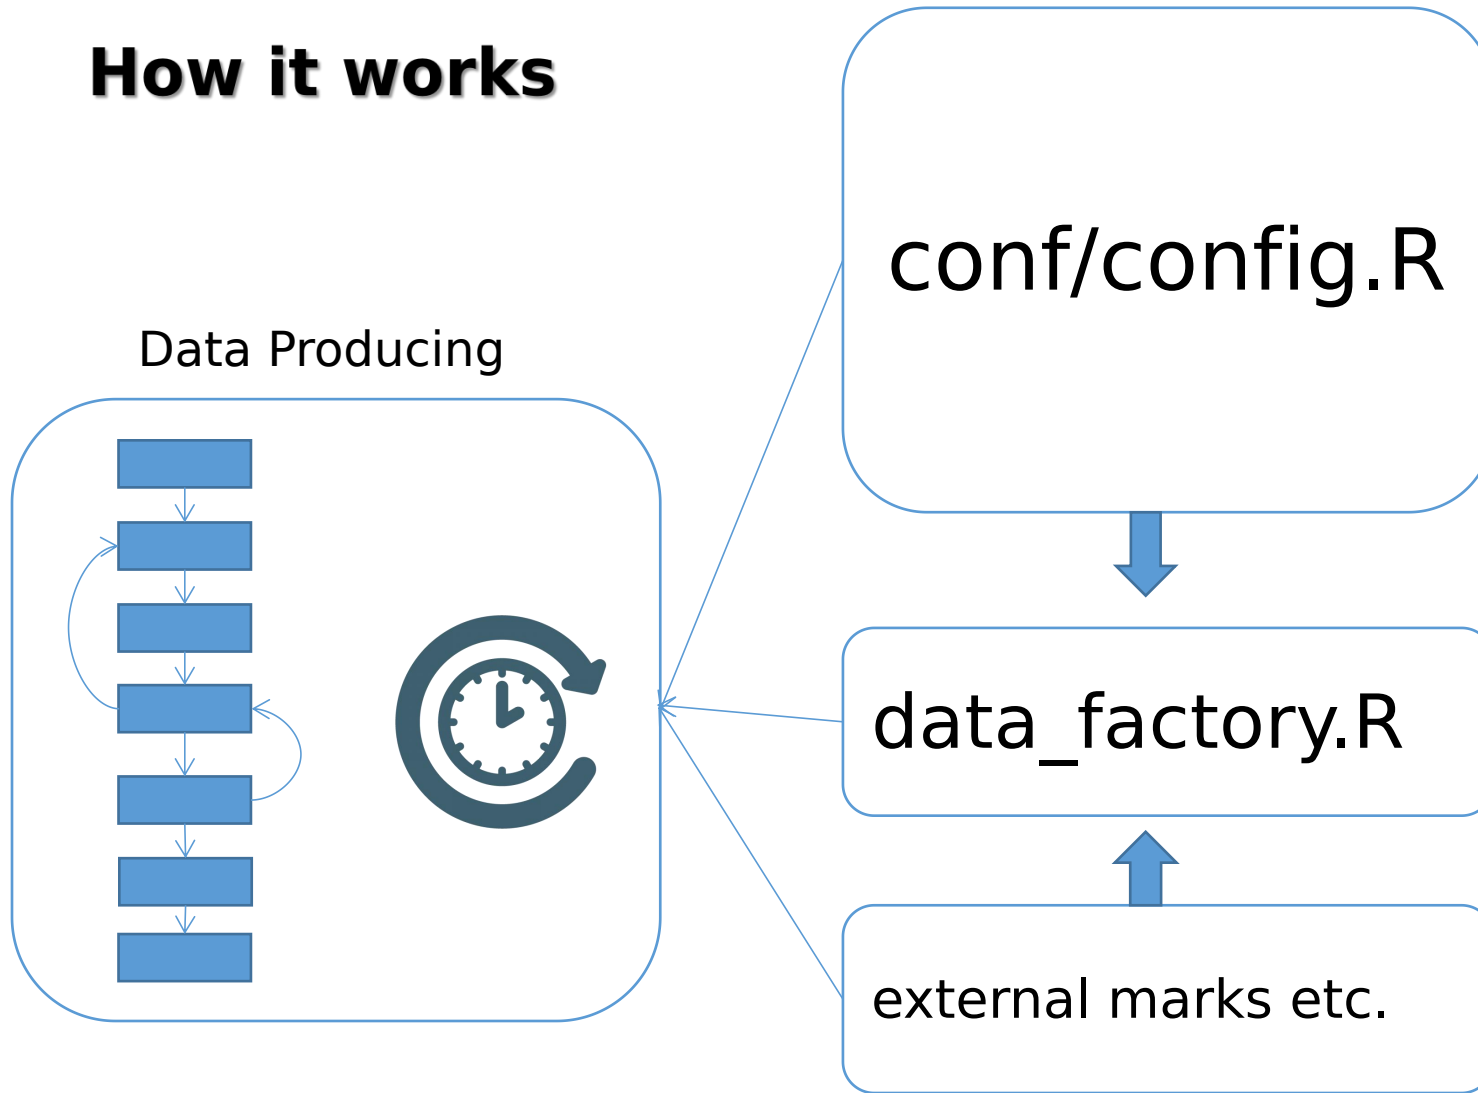 How it works
conf/config.R
Data Producing
data_factory.R
external marks etc.